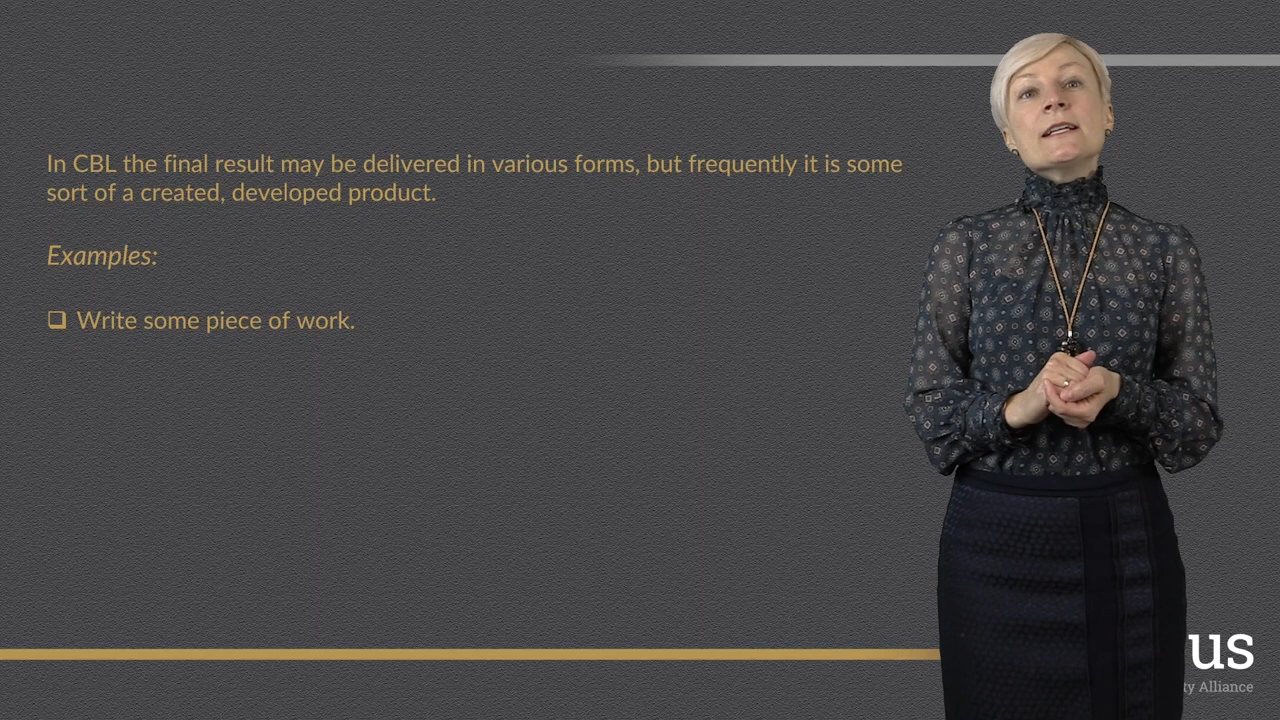 In CBL the final result may be delivered in various forms, but frequently it is some
sort of a created, developed product.
Examples:
❑ Write some piece of work.
us
ty Alliance